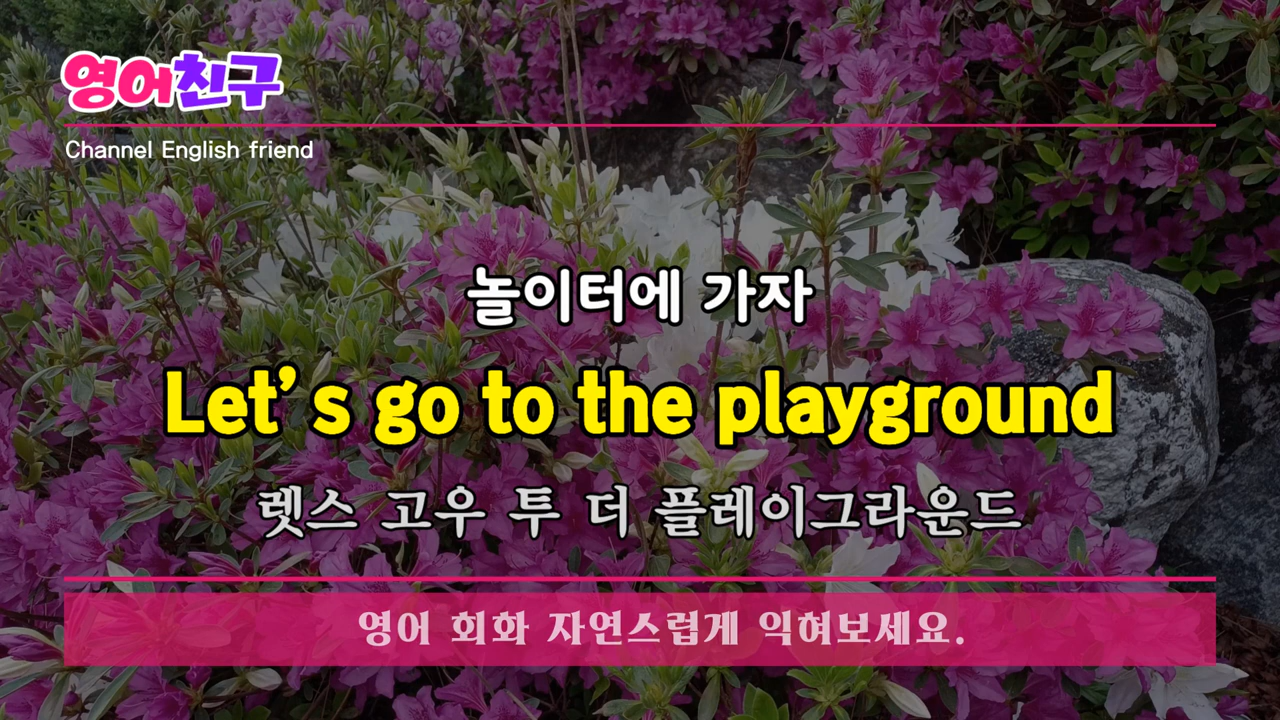 영어친구
Channel English friend
놀이터에 가자
Let's go to the playground
렛스 고우 투 더 플레이그라운드
영어 회화 자연스럽게 익혀보세요.